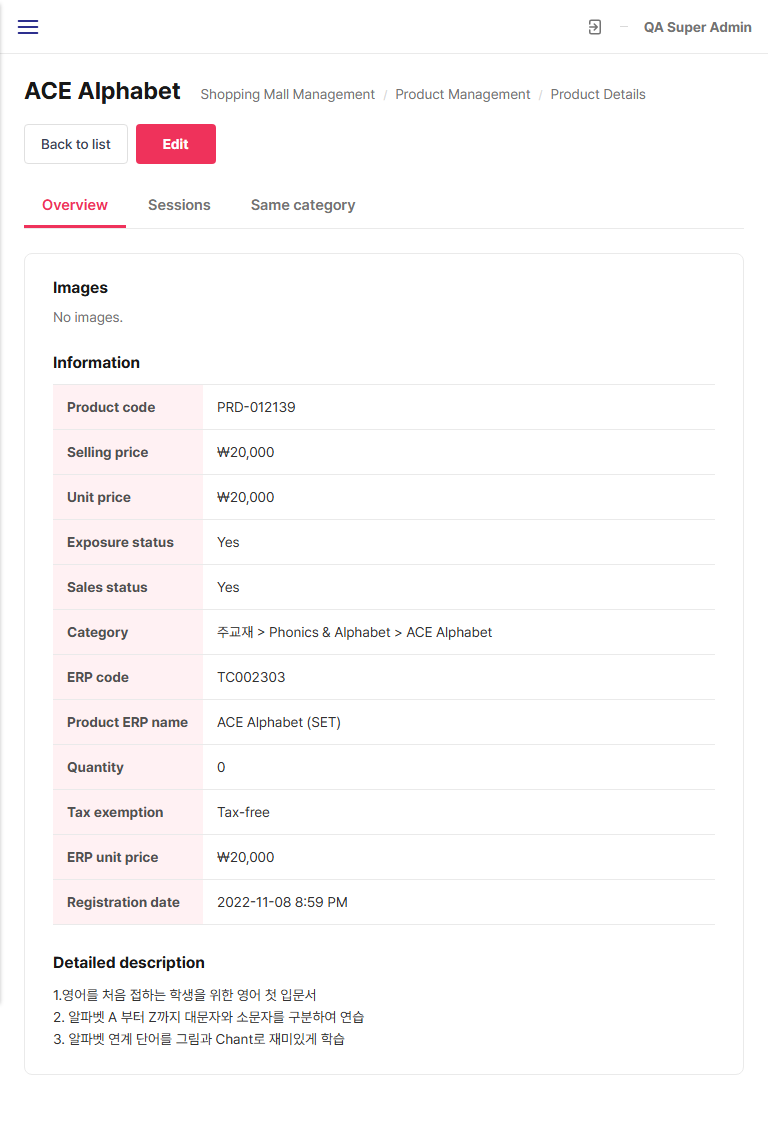 QA Super Admin
ACE Alphabet
Shopping Mall Management / Product Management / Product Details
Back to list
Edit
Overview
Sessions
Same category
Images
No images.
Information
Product code PRD-012139
Selling price ₩20,000
Unit price ₩20,000
Exposure status Yes
Sales status Yes
Category 주교재 > Phonics & Alphabet > ACE Alphabet
ERP code TC002303
Product ERP name ACE Alphabet (SET)
Quantity 0
Tax exemption Tax-free
ERP unit price ₩20,000
Registration date 2022-11-08 8:59 PM
Detailed description
1.영어를 처음 접하는 학생을 위한 영어 첫 입문서
2. 알파벳 A 부터 Z까지 대문자와 소문자를 구분하여 연습
3. 알파벳 연계 단어를 그림과 Chant로 재미있게 학습